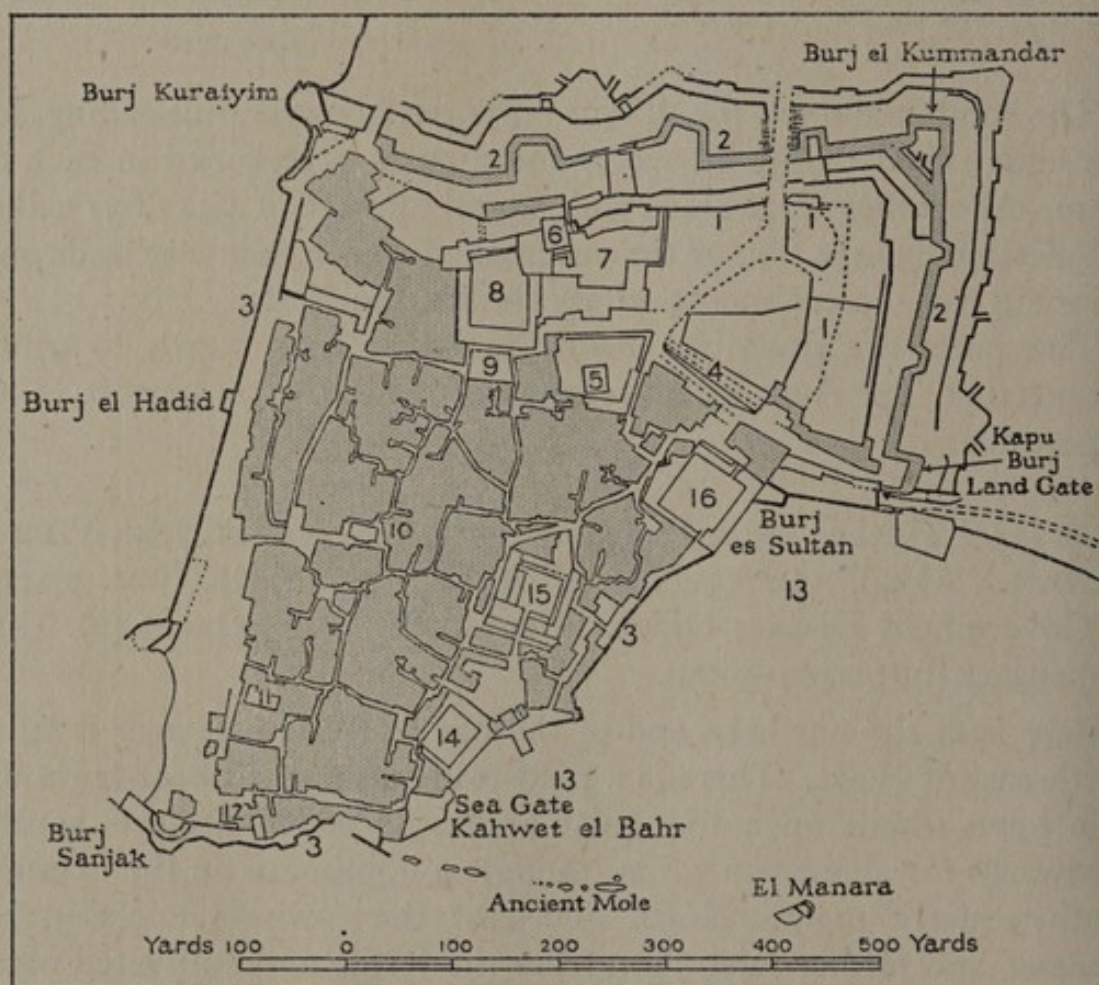 Burj el Kummandar
Burj Kuraiyim
2
2
6
1
1
7
3
8
2
1
9
5
4
Burj el Hadid
Kapu
Burj
Land Gate
16
Burj
es Sultan
10
13
15
3
11
14
13
Sea Gate
Kahwet el Bahr
12
Burj
Sanjak
3
El Manara
Ancient Mole
Yards 100 0 100 200 300 400 500 Yards